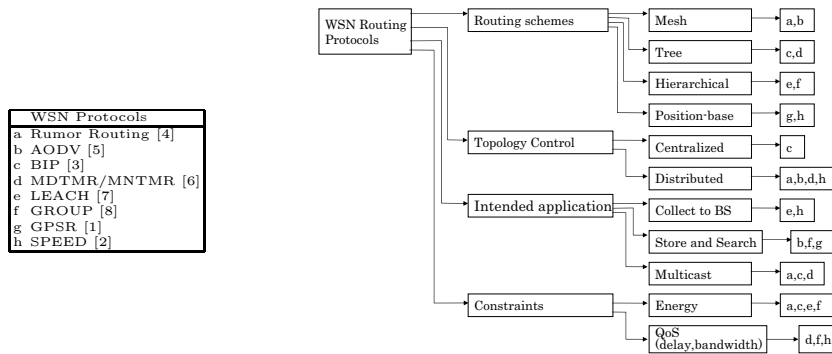 WSN Protocols
a Rumor Routing [4]
b AODV [5]
c BIP [3]
d MDTMR/MNTMR [6]
e LEACH [7]
f GROUP [8]
g GPSR [1]
h SPEED [2]
WSN Routing
Protocols
Routing schemes
Mesh
a,b
Tree
c,d
Hierarchical
e,f
Position-base
g,h
Topology Control
Centralized
c
Distributed
a,b,d,h
Intended application
Collect to BS
e,h
Store and Search
b,f,g
Multicast
a,c,d
Constraints
Energy
a,c,e,f
QoS
(delay,bandwidth)
d,f,h